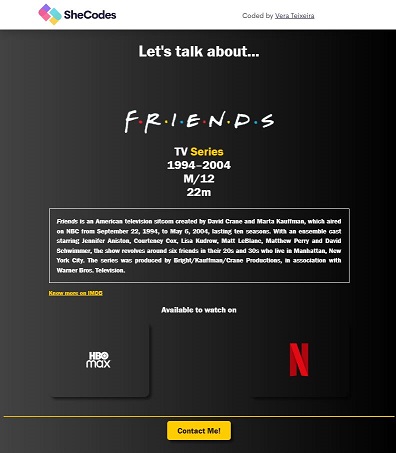 SheCodes
Coded by Vera Teixeira
Let's talk about...
F·R·I·E·N·D·S
TV Series
1994–2004
M/12
22m
Friends is an American television sitcom created by David Crane and Marta Kauffman, which aired
on NBC from September 22, 1994, to May 6, 2004, lasting ten seasons. With an ensemble cast
starring Jennifer Aniston, Courteney Cox, Lisa Kudrow, Matt LeBlanc, Matthew Perry and David
Schwimmer, the show revolves around six friends in their 20s and 30s who live in Manhattan, New
York City. The series was produced by Bright/Kauffman/Crane Productions, in association with
Warner Bros. Television.
Know more on IMDB
Available to watch on
HBO
max
N
Contact Me!